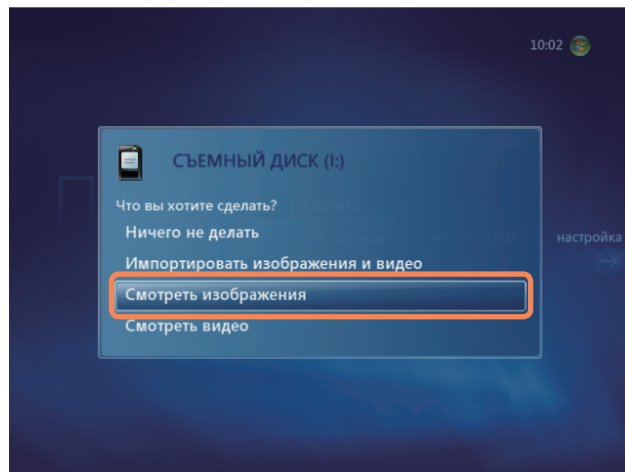 10:02
СЪЕМНЫЙ ДИСК (I:)
Что вы хотите сделать?
Ничего не делать
настройка
Импортировать изображения и видео
Смотреть изображения
Смотреть видео